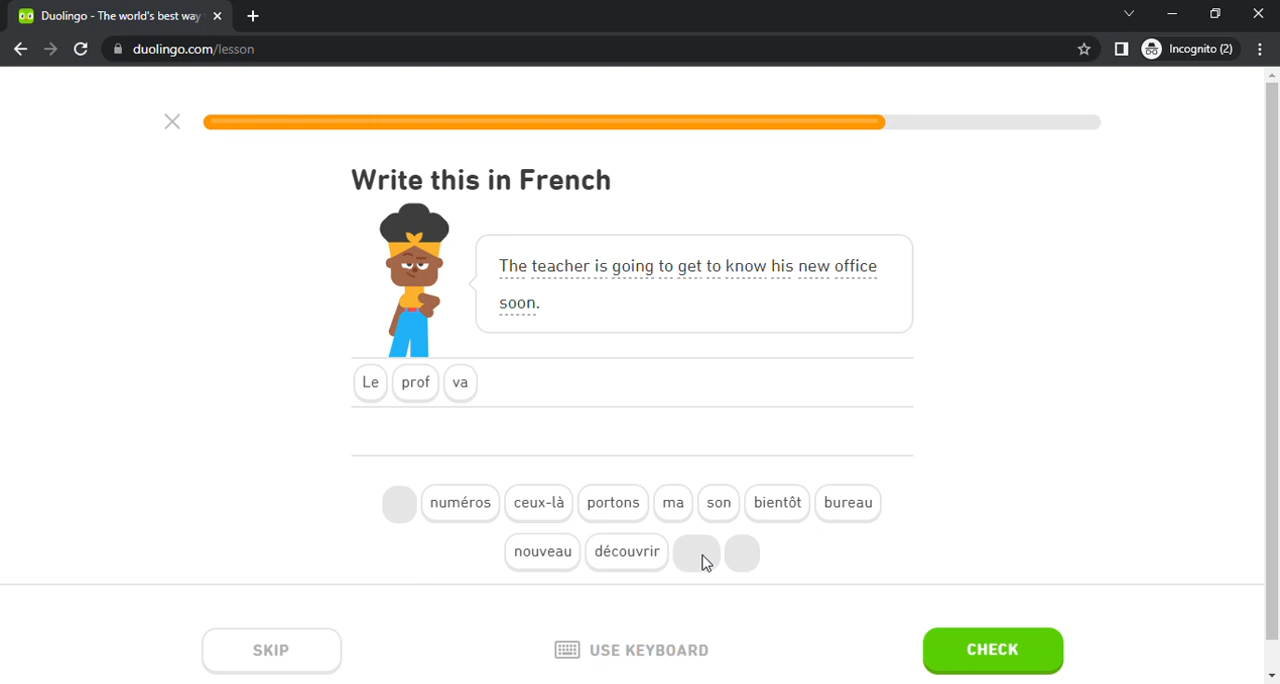 Duolingo - The world's best way
duolingo.com/lesson
Incognito (2)
Write this in French
The teacher is going to get to know his new office
soon.
Le prof va
numéros ceux-là portons ma son bientôt bureau
nouveau découvrir
SKIP
USE KEYBOARD
CHECK